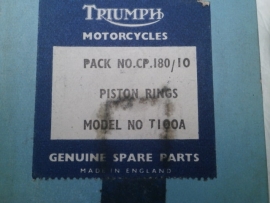 TRIUMPH
MOTORCYCLES
PACK NO.CP.180/10
PISTON RINGS
MODEL NO T100A
GENUINE SPARE PARTS
MADE IN ENGLAND